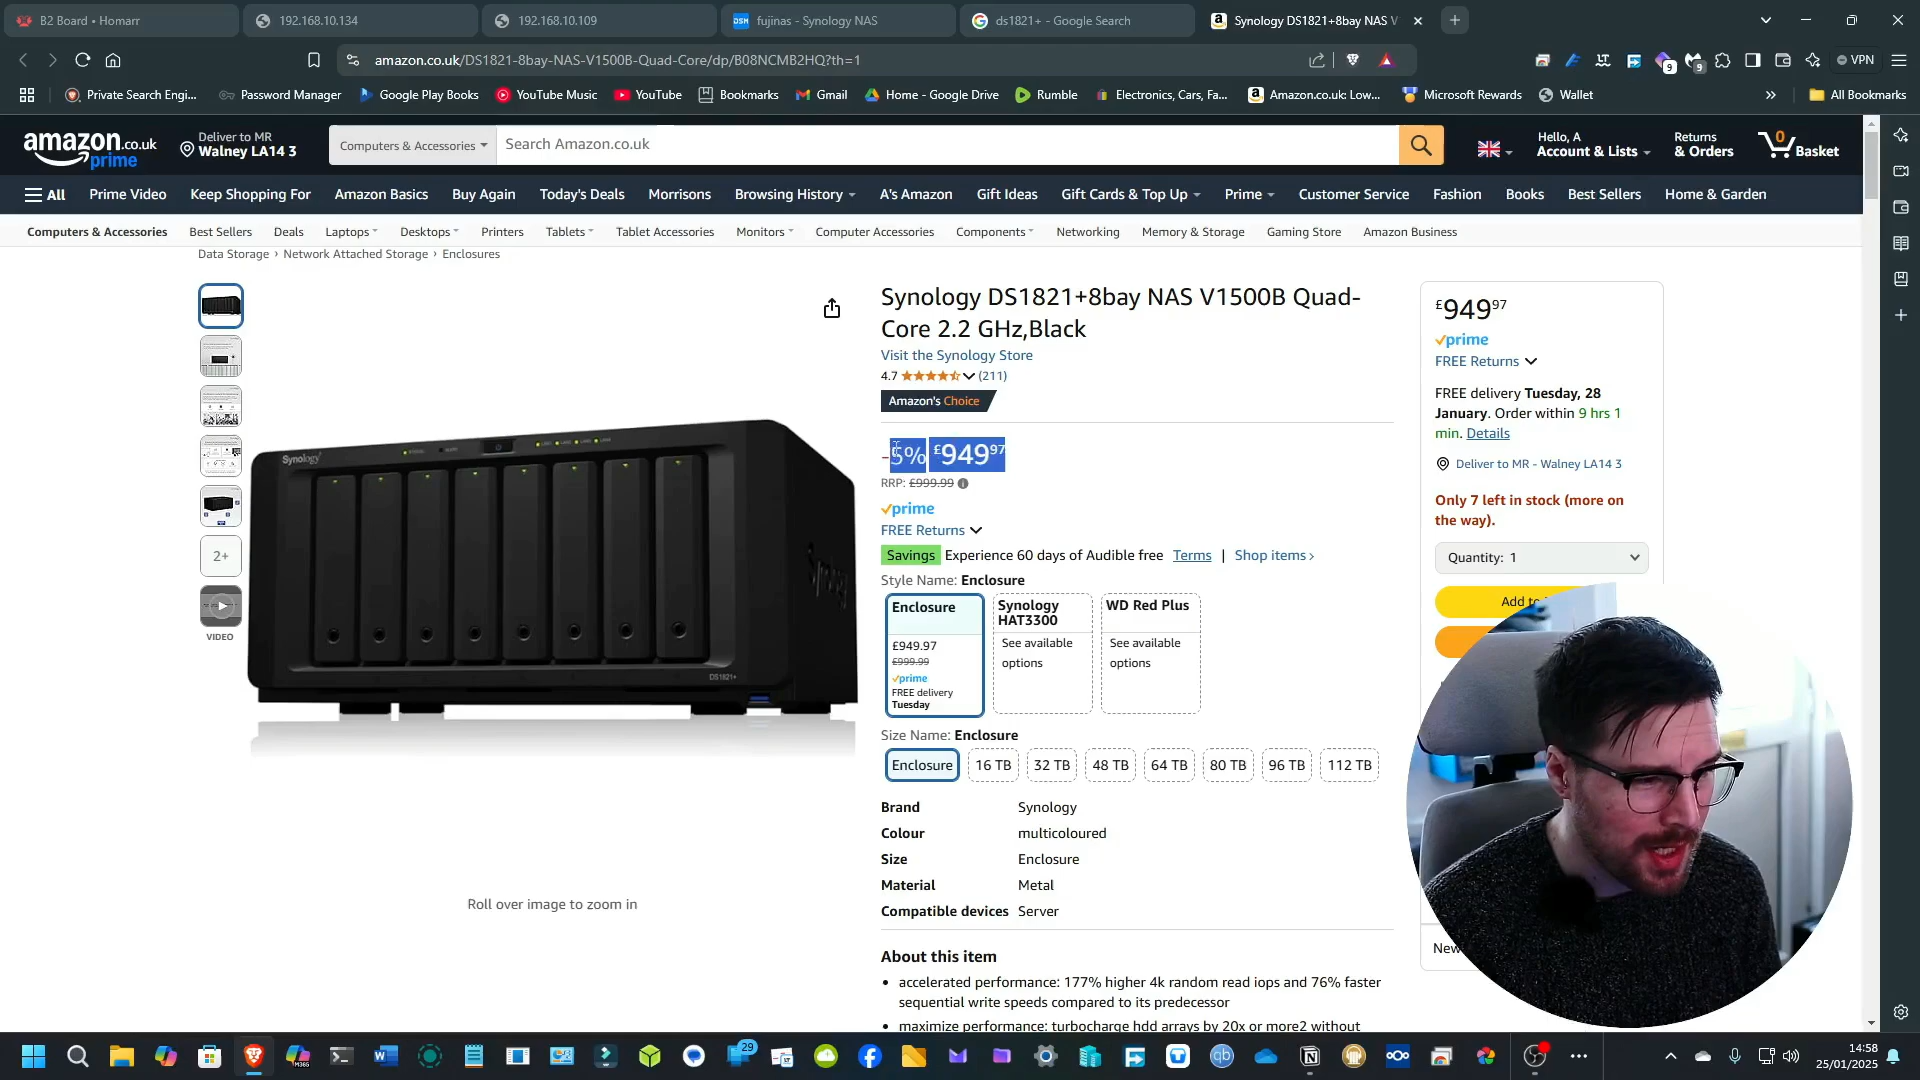 B2 Board • Homarr
192.168.10.134
192.168.10.109
DSM
fujinas - Synology NAS
ds1821+ - Google Search
Synology DS1821+8bay NAS V
amazon.co.uk/DS1821-8bay-NAS-V1500B-Quad-Core/dp/B08NCMB2HQ?th=1
9
9
VPN
Private Search Engi...
Password Manager
Google Play Books
YouTube Music
YouTube
Bookmarks
Gmail
Home - Google Drive
Rumble
Electronics, Cars, Fa...
Amazon.co.uk: Low...
Microsoft Rewards
Wallet
All Bookmarks
amazon.co.uk
prime
Deliver to MR
Walney LA14 3
Computers & Accessories
Search Amazon.co.uk
Hello, A
Account & Lists
Returns
& Orders
0
Basket
All
Prime Video
Keep Shopping For
Amazon Basics
Buy Again
Today's Deals
Morrisons
Browsing History
A's Amazon
Gift Ideas
Gift Cards & Top Up
Prime
Customer Service
Fashion
Books
Best Sellers
Home & Garden
Computers & Accessories
Best Sellers
Deals
Laptops
Desktops
Printers
Tablets
Tablet Accessories
Monitors
Computer Accessories
Components
Networking
Memory & Storage
Gaming Store
Amazon Business
Data Storage › Network Attached Storage › Enclosures
2+
VIDEO
Synology
DS1821+
Roll over image to zoom in
Synology DS1821+8bay NAS V1500B Quad-
Core 2.2 GHz,Black
Visit the Synology Store
4.7
(211)
Amazon's Choice
-5% £949.97
RRP: £999.99
prime
FREE Returns
Savings Experience 60 days of Audible free Terms | Shop items ›
Style Name: Enclosure
Enclosure
£949.97
£999.99
prime
FREE delivery
Tuesday
Synology
HAT3300
See available
options
WD Red Plus
See available
options
Size Name: Enclosure
Enclosure
16 TB
32 TB
48 TB
64 TB
80 TB
96 TB
112 TB
Brand Synology
Colour multicoloured
Size Enclosure
Material Metal
Compatible devices Server
About this item
• accelerated performance: 177% higher 4k random read iops and 76% faster
sequential write speeds compared to its predecessor
• maximize performance: turbocharge hdd arrays by 20x or more2 without
£949.97
prime
FREE Returns
FREE delivery Tuesday, 28
January. Order within 9 hrs 1
min. Details
Deliver to MR - Walney LA14 3
Only 7 left in stock (more on
the way).
Quantity: 1
Add to
New
29
14:58
25/01/2025